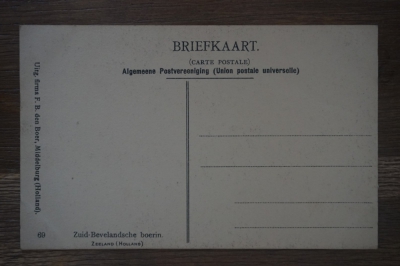 BRIEFKAART.
(CARTE POSTALE)
Algemeene Postvereeniging (Union postale universelle)
Uitg. firma F. B. den Boer, Middelburg (Holland).
69 Zuid-Bevelandsche boerin.
ZEELAND (HOLLAND)